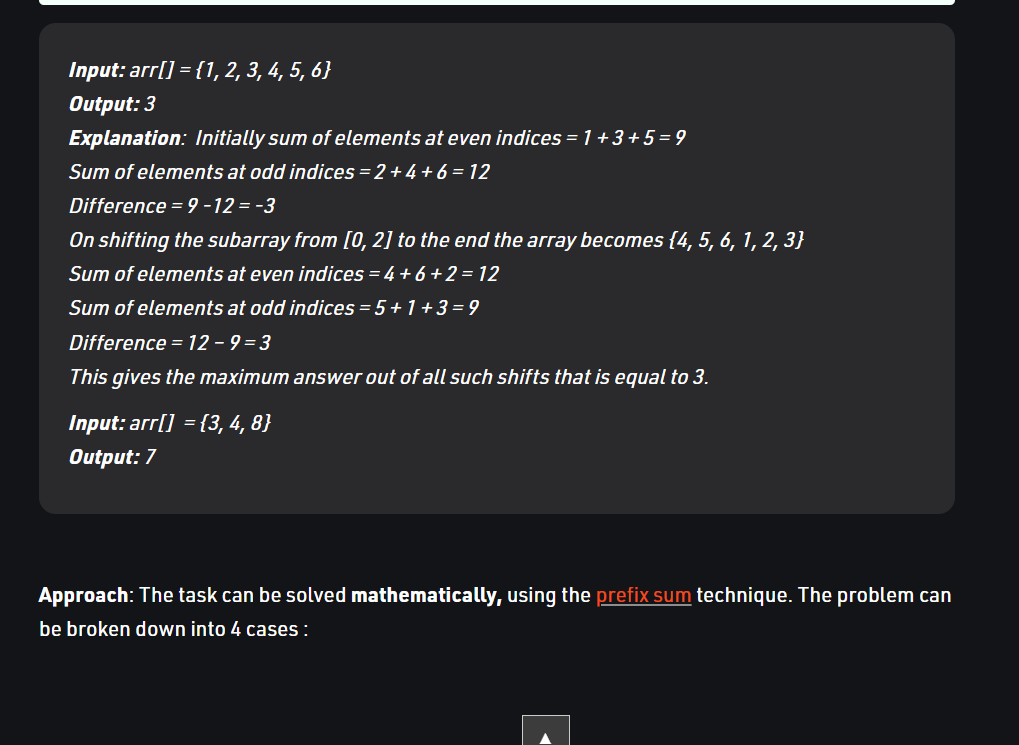 Input: arr[] = {1, 2, 3, 4, 5, 6}
Output: 3
Explanation:  Initially sum of elements at even indices = 1 + 3 + 5 = 9
Sum of elements at odd indices = 2 + 4 + 6 = 12
Difference = 9 -12 = -3
On shifting the subarray from [0, 2] to the end the array becomes {4, 5, 6, 1, 2, 3}
Sum of elements at even indices = 4 + 6 + 2 = 12
Sum of elements at odd indices = 5 + 1 + 3 = 9
Difference = 12 – 9 = 3
This gives the maximum answer out of all such shifts that is equal to 3.
Input: arr[]  = {3, 4, 8}
Output: 7
Approach: The task can be solved mathematically, using the prefix sum technique. The problem can
be broken down into 4 cases :